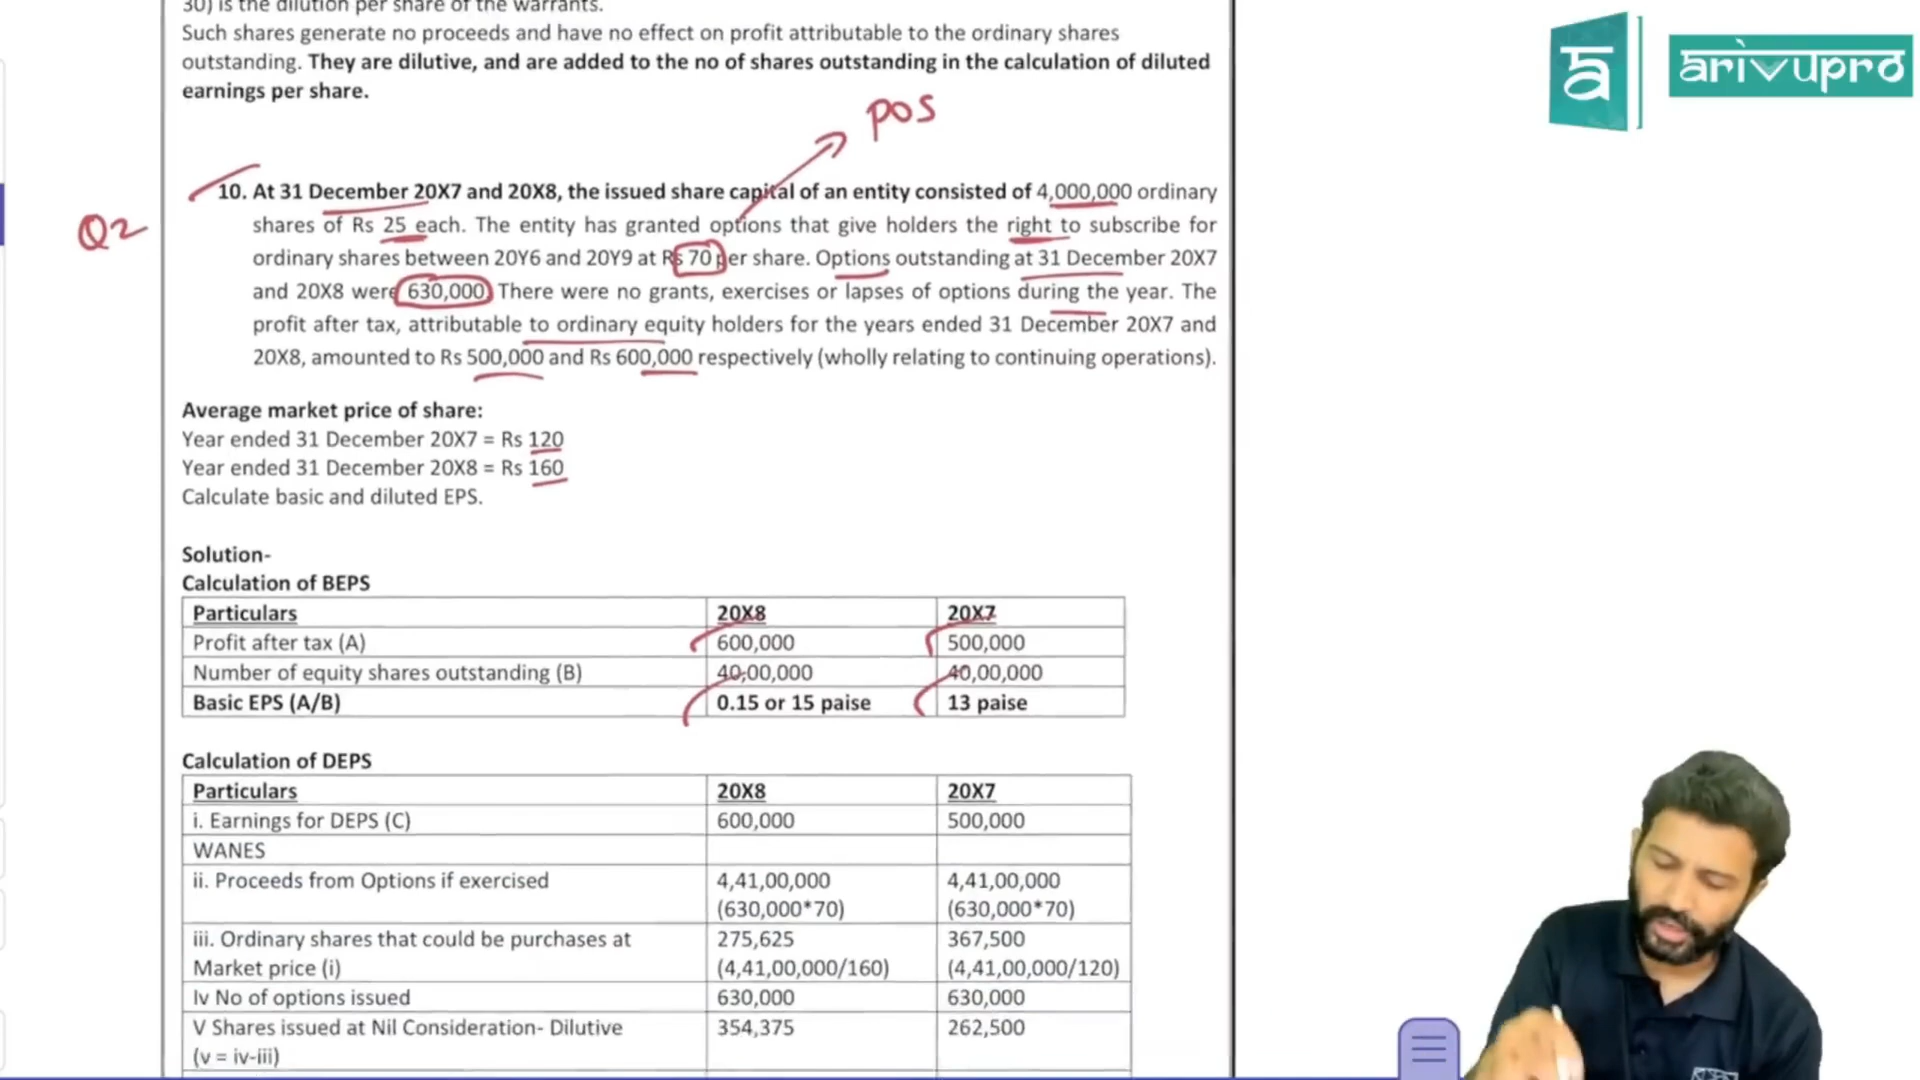 30) is the dilution per share of the warrants.
Such shares generate no proceeds and have no effect on profit attributable to the ordinary shares
outstanding. They are dilutive, and are added to the no of shares outstanding in the calculation of diluted
earnings per share.
POS
Q2
10. At 31 December 20X7 and 20X8, the issued share capital of an entity consisted of 4,000,000 ordinary
shares of Rs 25 each. The entity has granted options that give holders the right to subscribe for
ordinary shares between 20Y6 and 20Y9 at Rs 70 per share. Options outstanding at 31 December 20X7
and 20X8 were 630,000. There were no grants, exercises or lapses of options during the year. The
profit after tax, attributable to ordinary equity holders for the years ended 31 December 20X7 and
20X8, amounted to Rs 500,000 and Rs 600,000 respectively (wholly relating to continuing operations).
Average market price of share:
Year ended 31 December 20X7 = Rs 120
Year ended 31 December 20X8 = Rs 160
Calculate basic and diluted EPS.
Solution-
Calculation of BEPS
Particulars 20X8 20X7
Profit after tax (A) 600,000 500,000
Number of equity shares outstanding (B) 40,00,000 40,00,000
Basic EPS (A/B) 0.15 or 15 paise 13 paise
Calculation of DEPS
Particulars 20X8 20X7
i. Earnings for DEPS (C) 600,000 500,000
WANES
ii. Proceeds from Options if exercised 4,41,00,000 4,41,00,000
(630,000*70) (630,000*70)
iii. Ordinary shares that could be purchases at 275,625 367,500
Market price (i) (4,41,00,000/160) (4,41,00,000/120)
Iv No of options issued 630,000 630,000
V Shares issued at Nil Consideration- Dilutive 354,375 262,500
(v = iv-iii)
arivupro